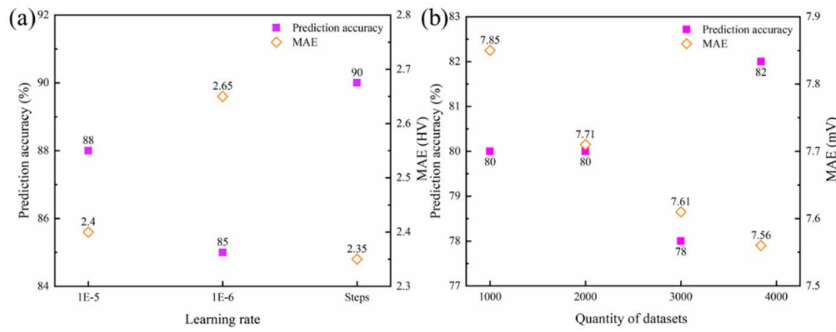 (a)
92
90
88
86
84
Prediction accuracy (%)
Prediction accuracy
MAE
88
85
90
2.4
2.65
2.35
2.8
2.7
2.6
2.5
2.4
2.3
MAE (HV)
1E-5
1E-6
Steps
Learning rate
(b)
83
82
81
80
79
78
77
Prediction accuracy (%)
Prediction accuracy
MAE
7.85
7.71
7.61
7.56
80
80
78
82
7.9
7.8
7.7
7.6
7.5
MAE (mV)
1000
2000
3000
4000
Quantity of datasets